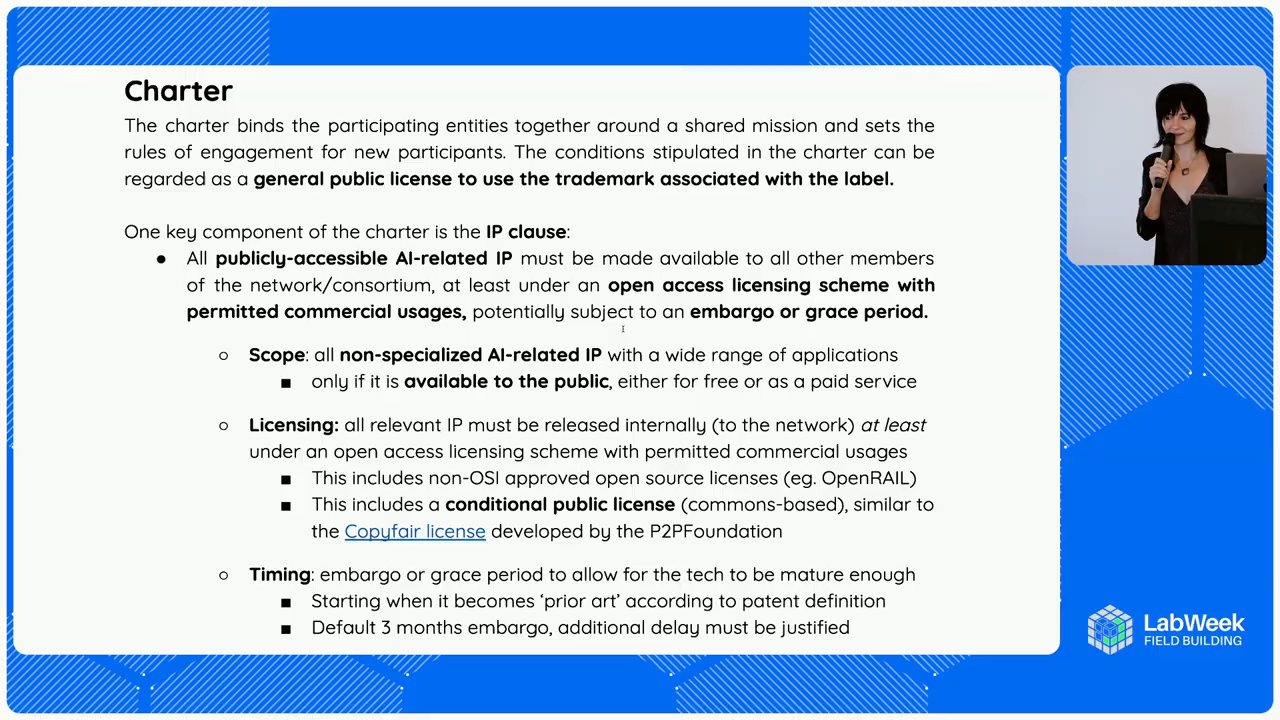 Charter
The charter binds the participating entities together around a shared mission and sets the
rules of engagement for new participants. The conditions stipulated in the charter can be
regarded as a general public license to use the trademark associated with the label.
One key component of the charter is the IP clause:
● All publicly-accessible AI-related IP must be made available to all other members
of the network/consortium, at least under an open access licensing scheme with
permitted commercial usages, potentially subject to an embargo or grace period.
○ Scope: all non-specialized AI-related IP with a wide range of applications
■ only if it is available to the public, either for free or as a paid service
○ Licensing: all relevant IP must be released internally (to the network) at least
under an open access licensing scheme with permitted commercial usages
■ This includes non-OSI approved open source licenses (eg. OpenRAIL)
■ This includes a conditional public license (commons-based), similar to
the Copyfair license developed by the P2PFoundation
○ Timing: embargo or grace period to allow for the tech to be mature enough
■ Starting when it becomes ‘prior art’ according to patent definition
■ Default 3 months embargo, additional delay must be justified
LabWeek
FIELD BUILDING